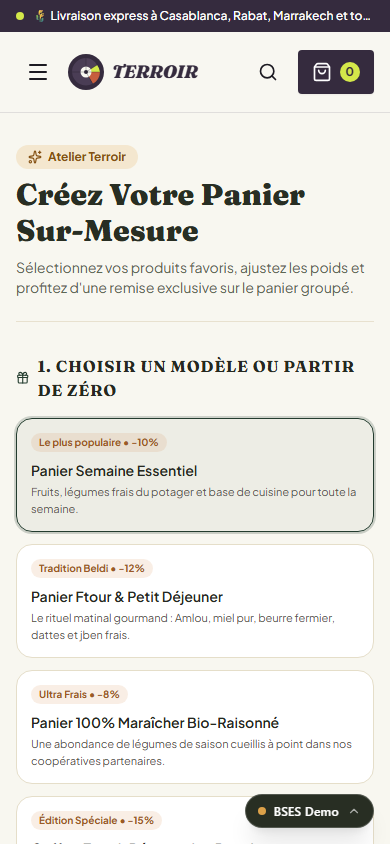 Livraison express à Casablanca, Rabat, Marrakech et to...
TERROIR
0
Atelier Terroir
Créez Votre Panier
Sur-Mesure
Sélectionnez vos produits favoris, ajustez les poids et
profitez d'une remise exclusive sur le panier groupé.
1. CHOISIR UN MODÈLE OU PARTIR
DE ZÉRO
Le plus populaire • -10%
Panier Semaine Essentiel
Fruits, légumes frais du potager et base de cuisine pour toute la
semaine.
Tradition Beldi • -12%
Panier Ftour & Petit Déjeuner
Le rituel matinal gourmand : Amlou, miel pur, beurre fermier,
dattes et jben frais.
Ultra Frais • -8%
Panier 100% Maraîcher Bio-Raisonné
Une abondance de légumes de saison cueillis à point dans nos
coopératives partenaires.
Édition Spéciale • -15%
BSES Demo